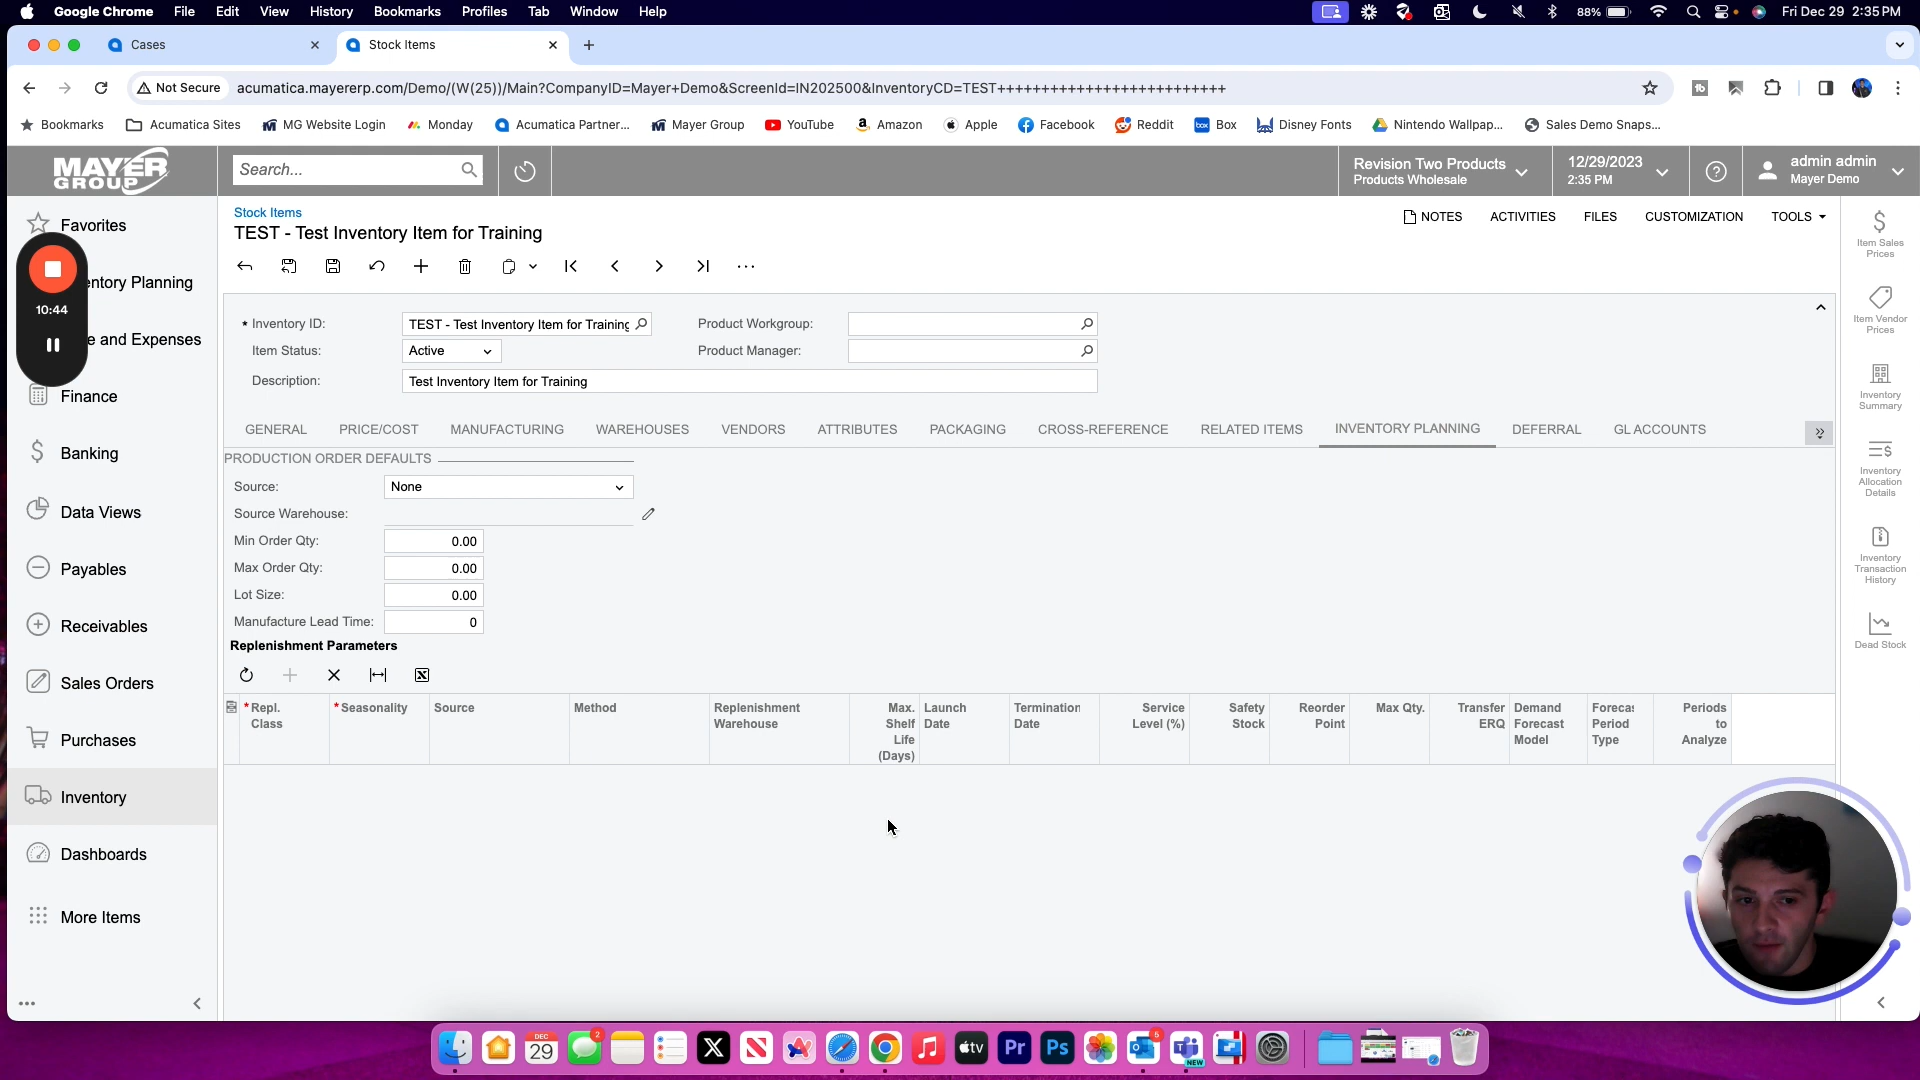 Google Chrome File Edit View History Bookmarks Profiles Tab Window Help 88% Fri Dec 29 2:35 PM
Cases Stock Items
Not Secure acumatica.mayererp.com/Demo/(W(25))/Main?CompanyID=Mayer+Demo&ScreenId=IN202500&InventoryCD=TEST++++++++++++++++++++++++++
Bookmarks Acumatica Sites MG Website Login Monday Acumatica Partner... Mayer Group YouTube Amazon Apple Facebook Reddit Box Disney Fonts Nintendo Wallpap... Sales Demo Snaps...
MAYER GROUP
Search...
Revision Two Products
Products Wholesale
12/29/2023
2:35 PM
admin admin
Mayer Demo
Favorites
entory Planning
10:44
e and Expenses
Finance
Banking
Data Views
Payables
Receivables
Sales Orders
Purchases
Inventory
Dashboards
More Items
Stock Items
TEST - Test Inventory Item for Training
NOTES ACTIVITIES FILES CUSTOMIZATION TOOLS
* Inventory ID: TEST - Test Inventory Item for Training Product Workgroup:
Item Status: Active Product Manager:
Description: Test Inventory Item for Training
GENERAL PRICE/COST MANUFACTURING WAREHOUSES VENDORS ATTRIBUTES PACKAGING CROSS-REFERENCE RELATED ITEMS INVENTORY PLANNING DEFERRAL GL ACCOUNTS
PRODUCTION ORDER DEFAULTS
Source: None
Source Warehouse:
Min Order Qty: 0.00
Max Order Qty: 0.00
Lot Size: 0.00
Manufacture Lead Time: 0
Replenishment Parameters
* Repl. Class * Seasonality Source Method Replenishment Warehouse Max. Shelf Life (Days) Launch Date Termination Date Service Level (%) Safety Stock Reorder Point Max Qty. Transfer ERQ Demand Forecast Model Forecas Period Type Periods to Analyze
Item Sales Prices
Item Vendor Prices
Inventory Summary
Inventory Allocation Details
Inventory Transaction History
Dead Stock
DEC
29
2
tv
Pr
Ps
5
NEW